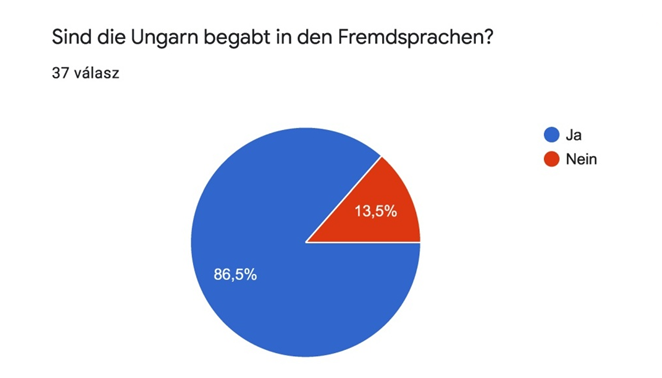 Sind die Ungarn begabt in den Fremdsprachen?
37 válasz
Ja
Nein
13,5%
86,5%